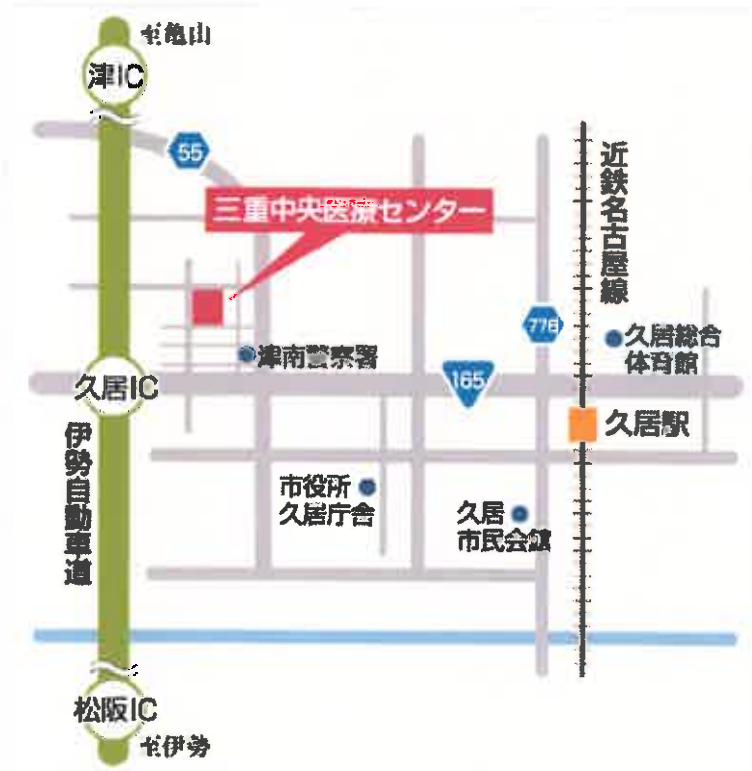 至亀山
津IC
55
三重中央医療センター
近鉄名古屋線
776
久居総合
体育館
津南警察署
165
久居IC
久居駅
伊勢自動車道
市役所
久居庁舎
久居
市民会館
松阪IC
至伊勢